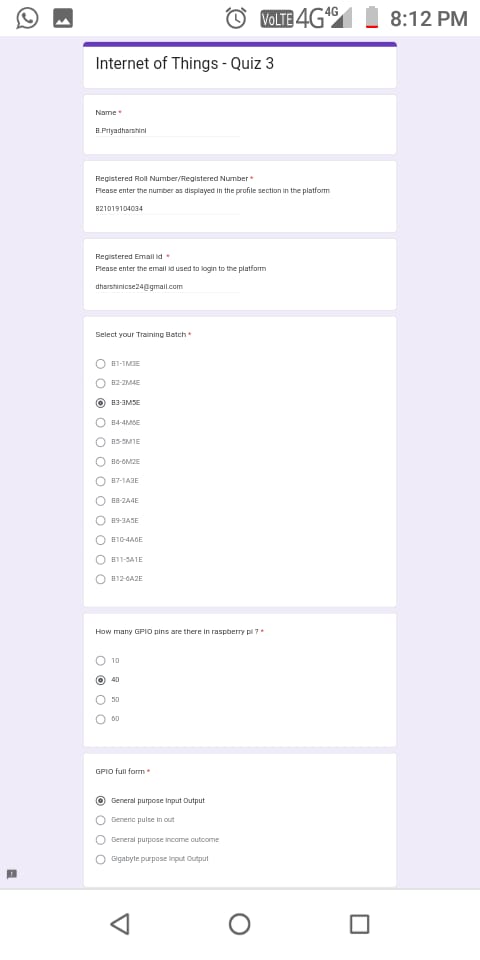 VoLTE 4G 4G 8:12 PM
Internet of Things - Quiz 3
Name *
B.Priyadharshini
Registered Roll Number/Registered Number *
Please enter the number as displayed in the profile section in the platform
821019104034
Registered Email id *
Please enter the email id used to login to the platform
dharshinicse24@gmail.com
Select your Training Batch *
B1-1M3E
B2-2M4E
B3-3M5E
B4-4M6E
B5-5M1E
B6-6M2E
B7-1A3E
B8-2A4E
B9-3A5E
B10-4A6E
B11-5A1E
B12-6A2E
How many GPIO pins are there in raspberry pi ? *
10
40
50
60
GPIO full form *
General purpose Input Output
Generic pulse in out
General purpose income outcome
Gigabyte purpose Input Output